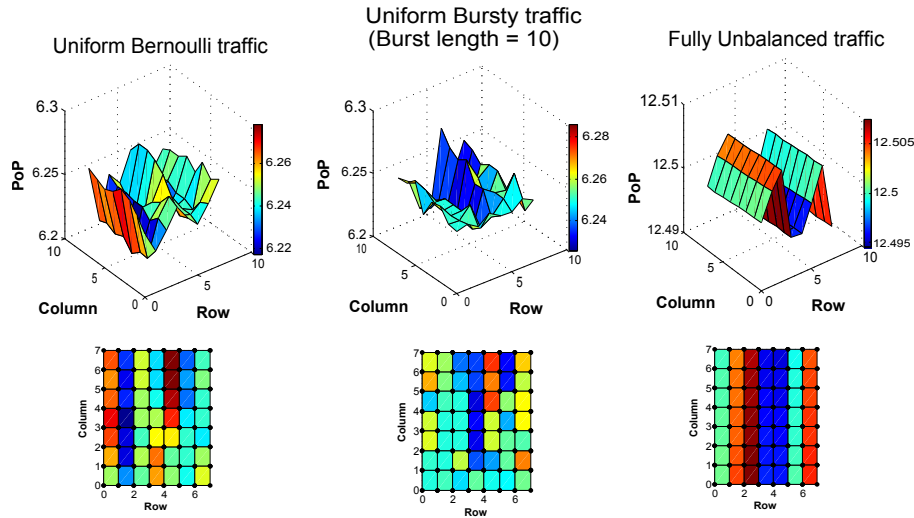 Uniform Bernoulli traffic
Uniform Bursty traffic
(Burst length = 10)
Fully Unbalanced traffic
6.3
6.25
6.2
PoP
10
5
0
Column
0
5
10
Row
6.26
6.24
6.22
6.3
6.25
6.2
PoP
10
5
0
Column
0
5
10
Row
6.28
6.26
6.24
12.51
12.5
12.49
PoP
10
5
0
Column
0
5
10
Row
12.505
12.5
12.495
7
6
5
4
3
2
1
0
Column
0 2 4 6
Row
7
6
5
4
3
2
1
0
Column
0 2 4 6
Row
7
6
5
4
3
2
1
0
Column
0 2 4 6
Row